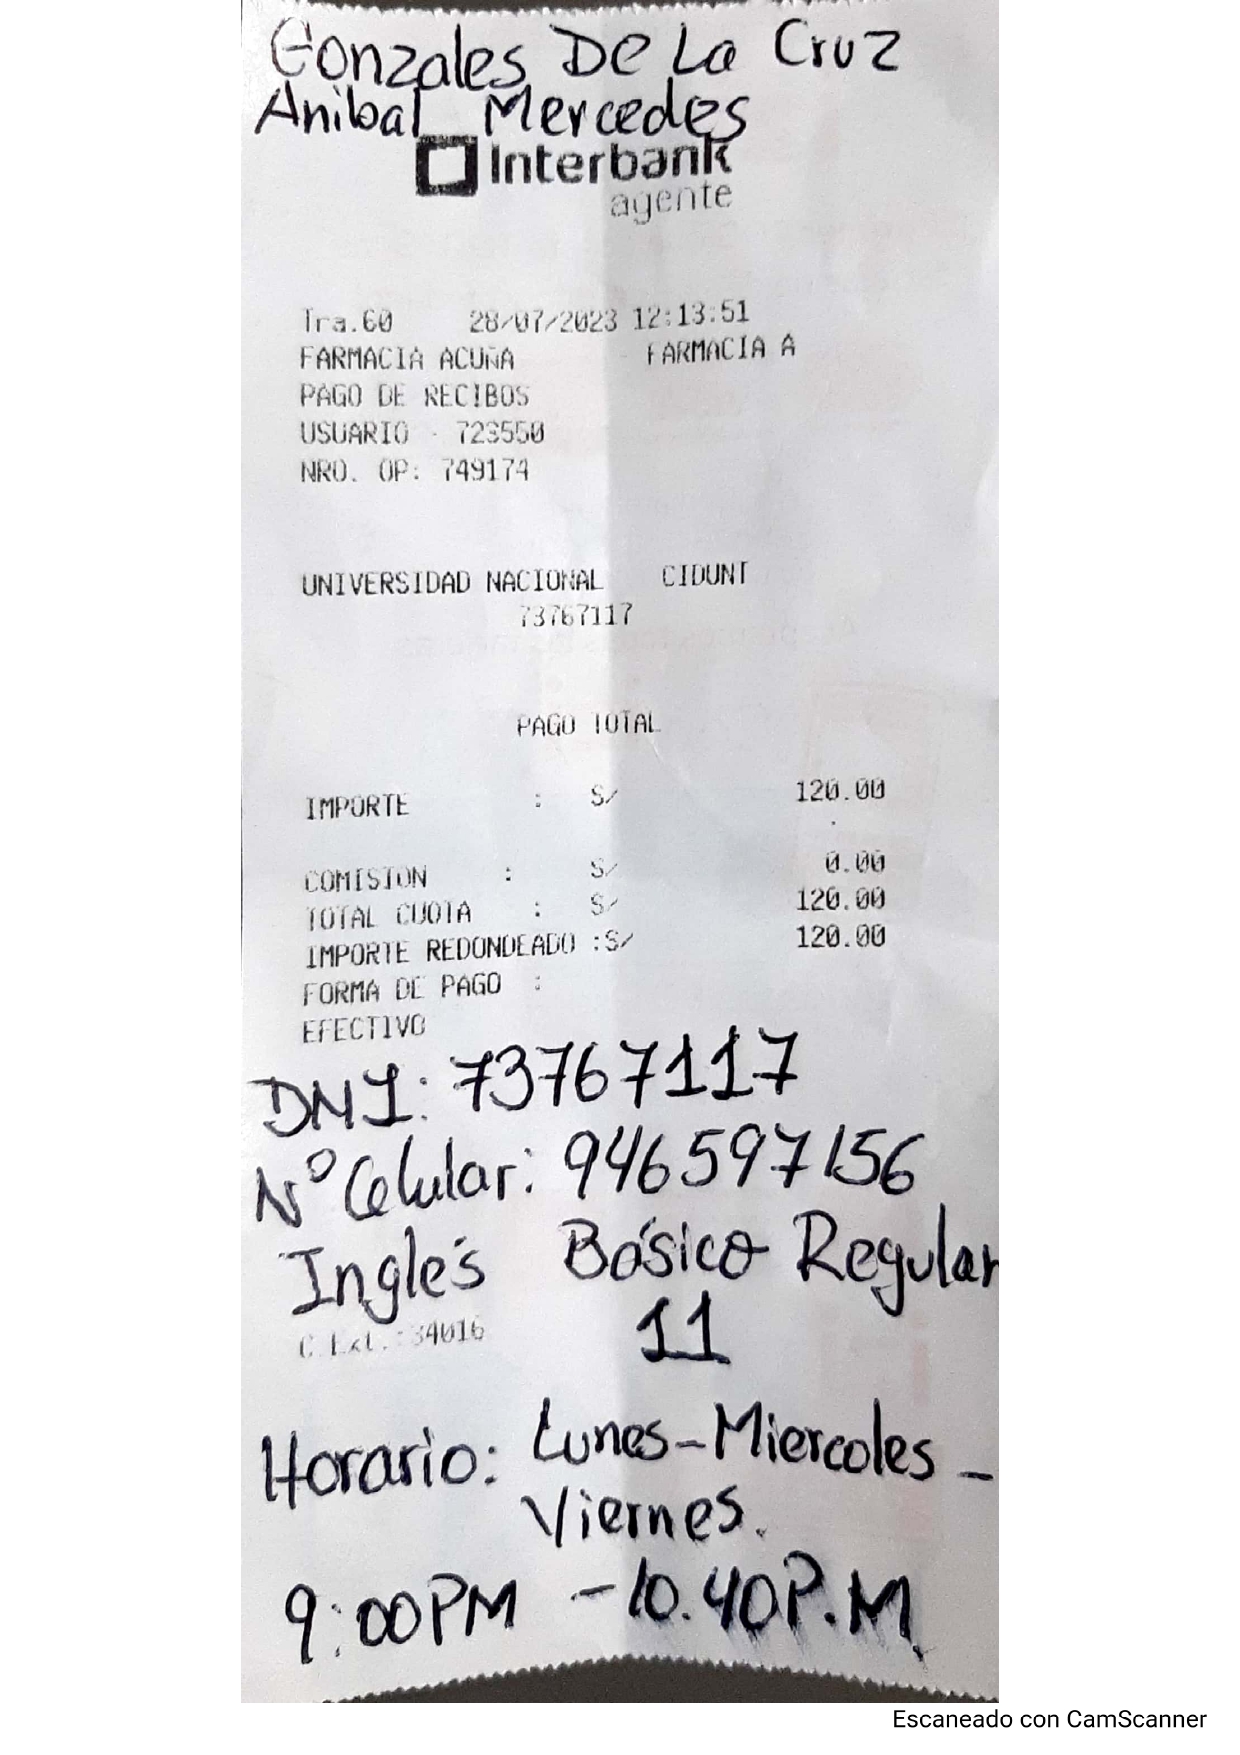 Gonzales De La Cruz
Anibal Mercedes
Interbank
agente
Tra.60 28/07/2023 12:13:51
FARMACIA ACUÑA FARMACIA A
PAGO DE RECIBOS
USUARIO - 723550
NRO. OP: 749174
UNIVERSIDAD NACIONAL CIDUNT
73767117
PAGO TOTAL
IMPORTE : S/ 120.00
COMISION : S/ 0.00
TOTAL CUOTA : S/ 120.00
IMPORTE REDONDEADO :S/ 120.00
FORMA DE PAGO :
EFECTIVO
DNI: 73767117
N° Celular: 946597156
Inglés Básico Regular
11
C.Ext.:34016
Horario: Lunes-Miercoles-
Viernes.
9:00PM - 10.40P.M.
Escaneado con CamScanner